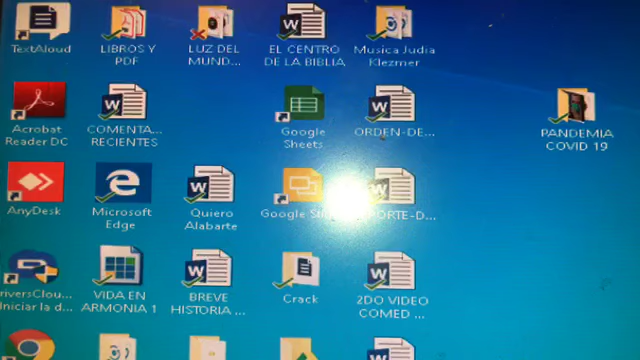 TextAloud
LIBROS Y
PDF
LUZ DEL
MUND...
EL CENTRO
DE LA BIBLIA
Musica Judia
Klezmer
Acrobat
Reader DC
COMENTA...
RECIENTES
Google
Sheets
ORDEN-DE...
PANDEMIA
COVID 19
AnyDesk
Microsoft
Edge
Quiero
Alabarte
Google
PORTE-D...
riversClou...
Iniciar la d...
VIDA EN
ARMONIA 1
BREVE
HISTORIA ...
Crack
2DO VIDEO
COMED ...